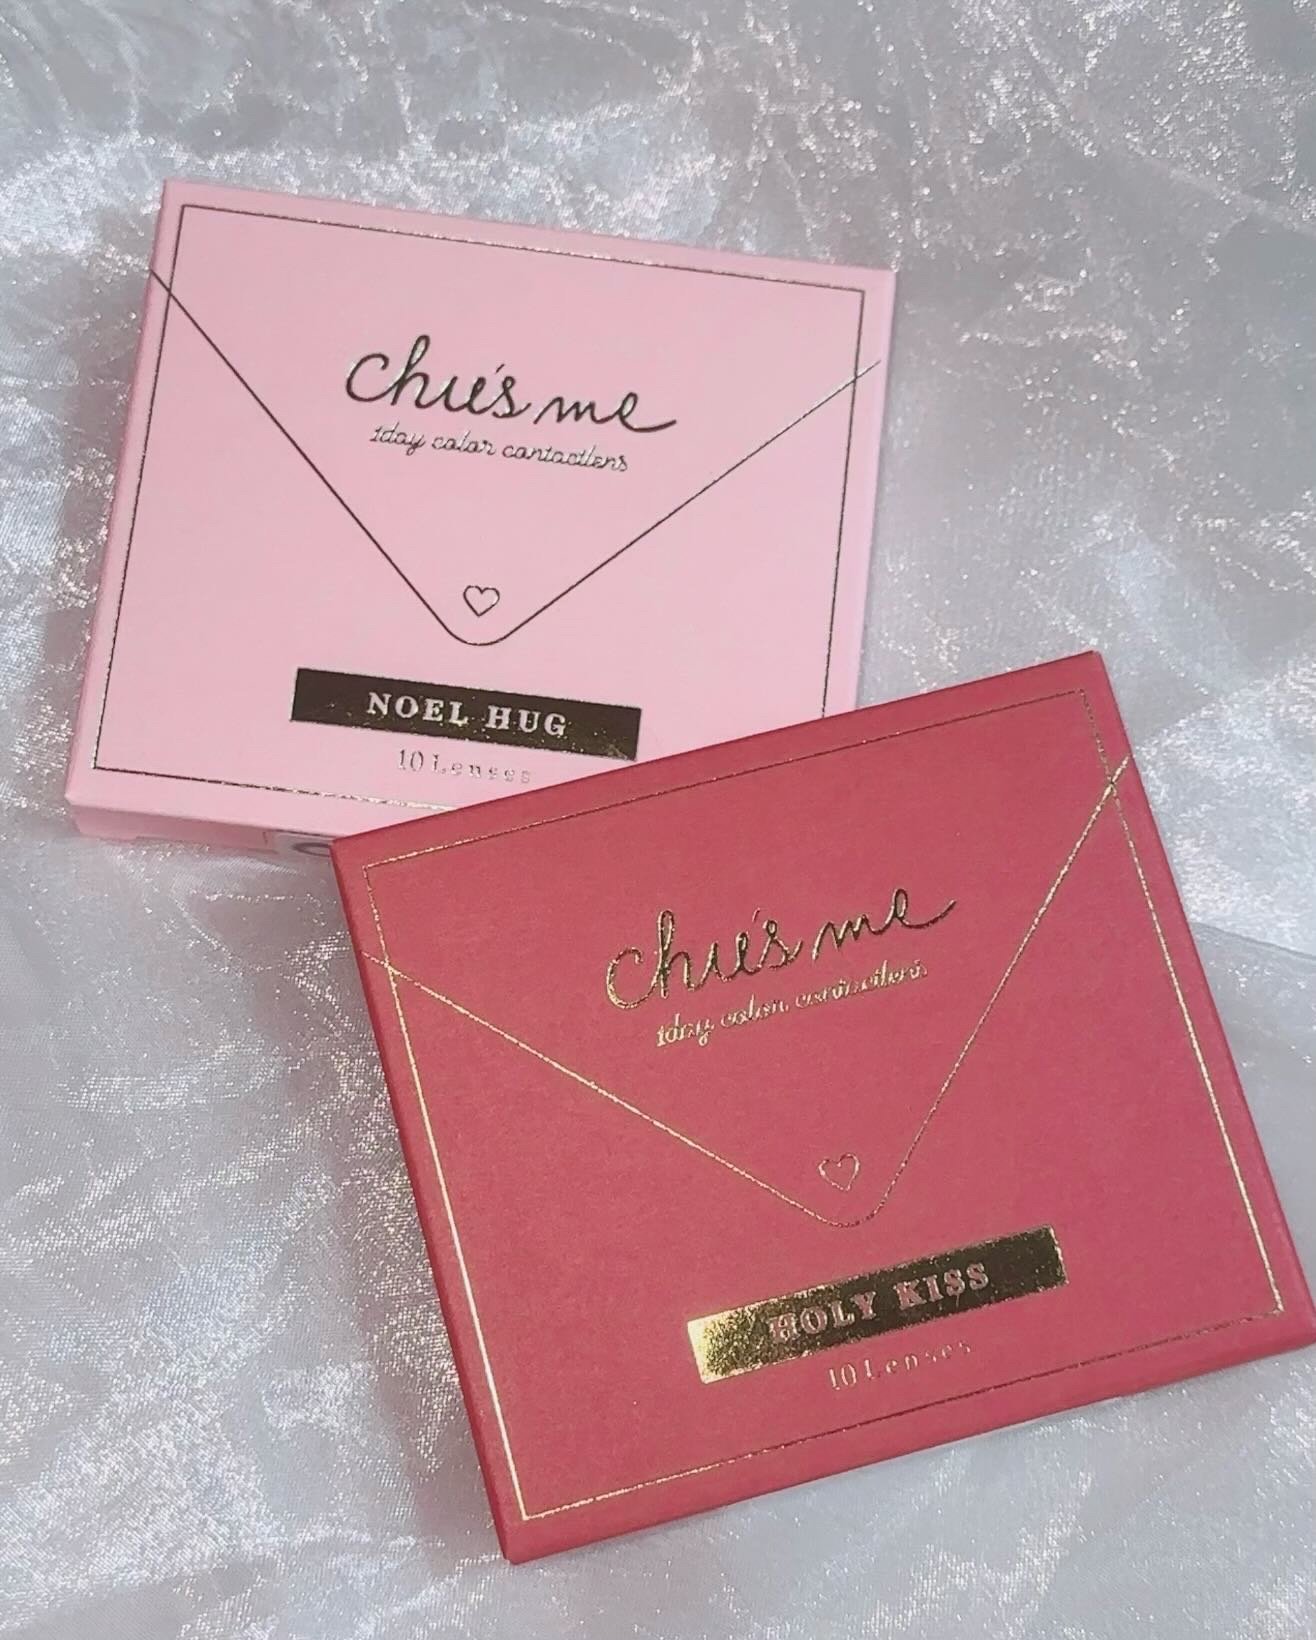 chu's me
1day color contactlens
NOEL HUG
10 Lenses
chu's me
1day color contactlens
HOLY KISS
10 Lenses